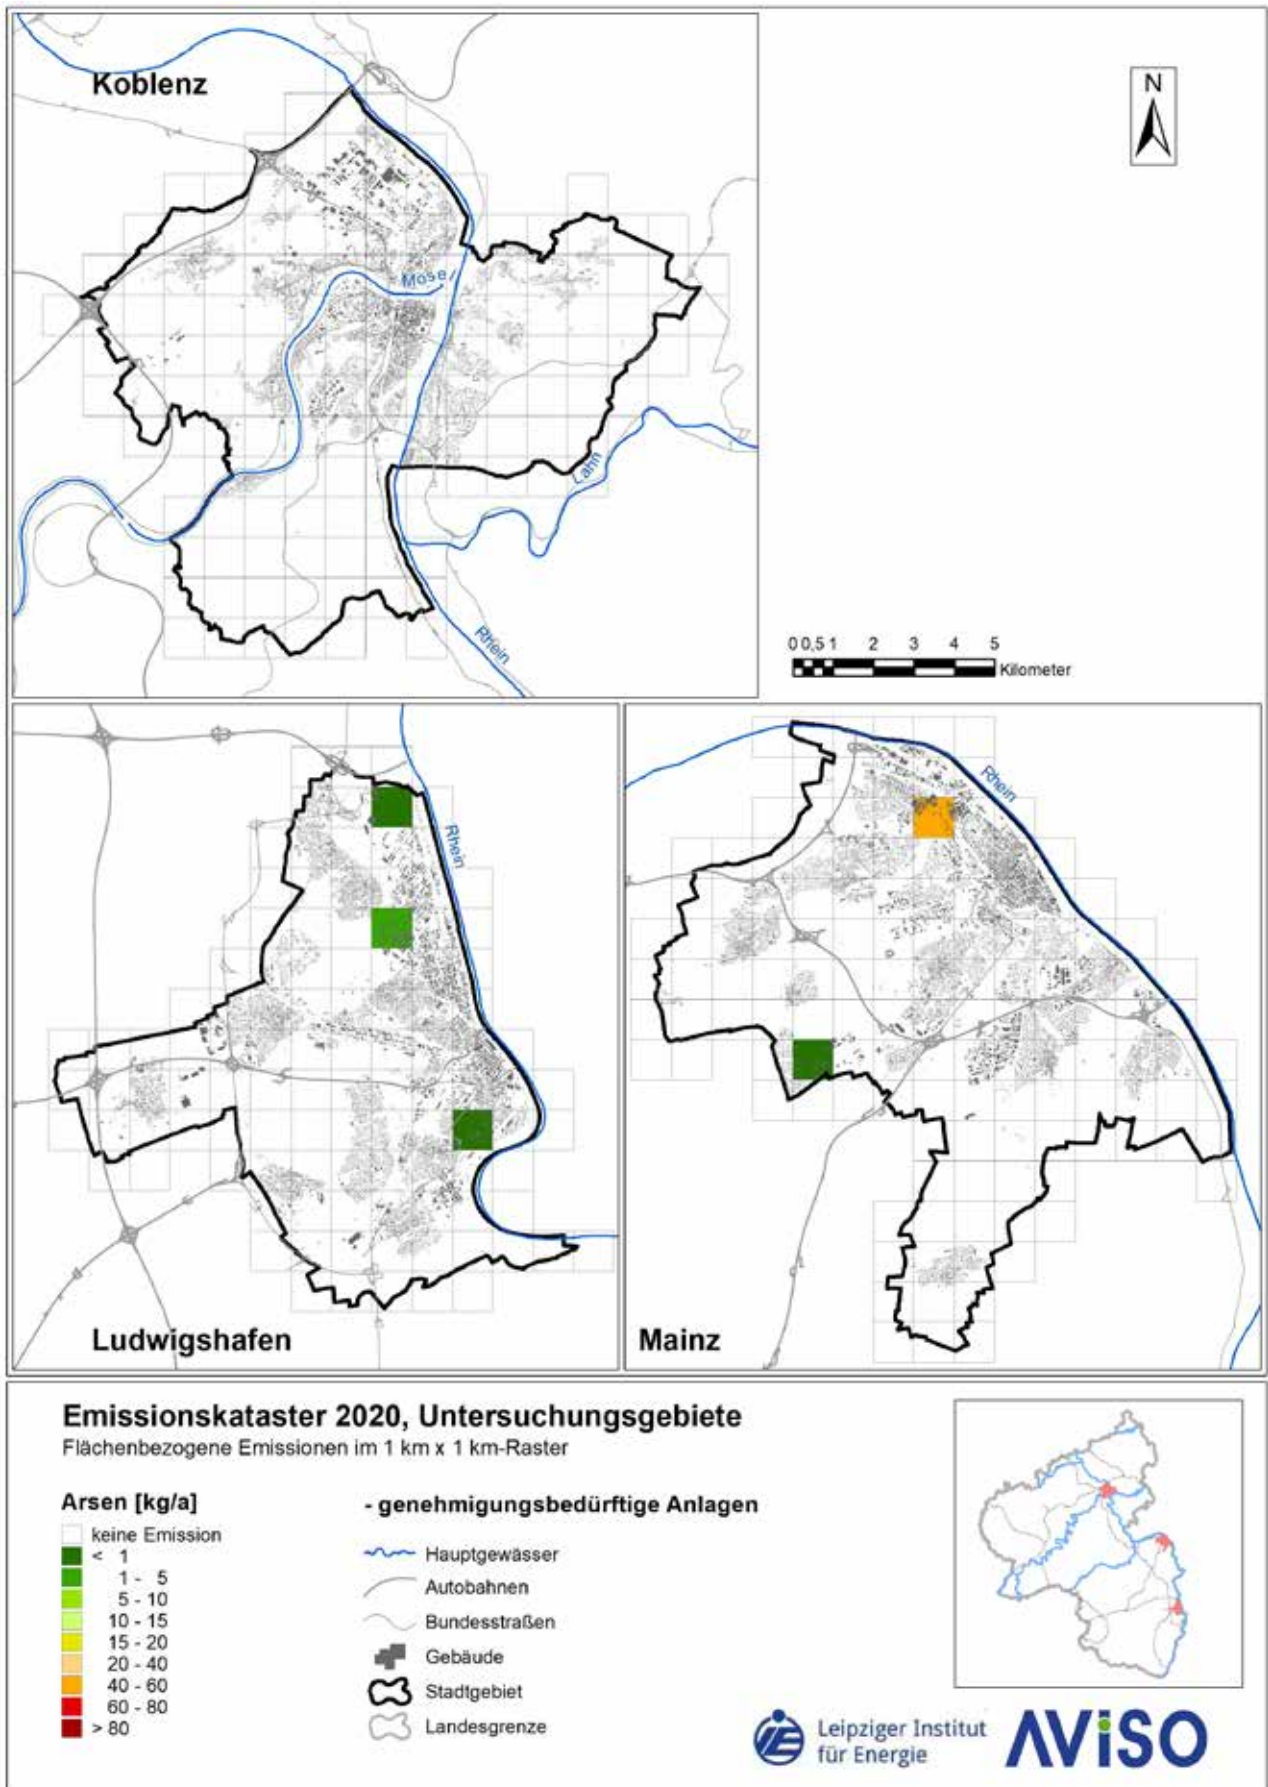 Koblenz
N
Mosel
Lahn
Rhein
0 0,5 1 2 3 4 5
Kilometer
Rhein
Ludwigshafen
Rhein
Mainz
Emissionskataster 2020, Untersuchungsgebiete
Flächenbezogene Emissionen im 1 km x 1 km-Raster
Arsen [kg/a]
keine Emission
< 1
1 - 5
5 - 10
10 - 15
15 - 20
20 - 40
40 - 60
60 - 80
> 80
- genehmigungsbedürftige Anlagen
Hauptgewässer
Autobahnen
Bundesstraßen
Gebäude
Stadtgebiet
Landesgrenze
Leipziger Institut
für Energie
AViSO